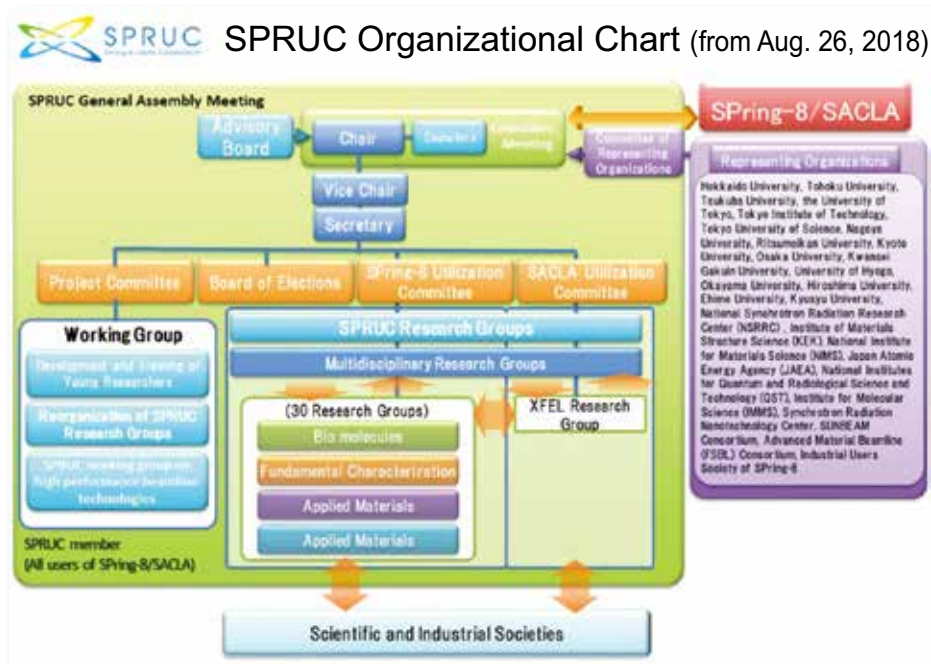 SPRUC
SPRUC Organizational Chart (from Aug. 26, 2018)
SPRUC General Assembly Meeting
Advisory
Board
Chair
Meeting
Committee of
Representing
Organizations
SPring-8/SACLA
Representing Organizations
Hokkaido University, Tohoku University,
Tsukuba University, the University of
Tokyo, Tokyo Institute of Technology,
Tokyo University of Science, Nagoya
University, Ritsumeikan University, Kyoto
University, Osaka University, Kwansei
Gakuin University, University of Hyogo,
Okayama University, Hiroshima University,
Ehime University, Kyusyu University,
National Synchrotron Radiation Research
Center (NSRRC) , Institute of Materials
Structure Science (KEK), National Institute
for Materials Science (NIMS), Japan Atomic
Energy Agency (JAEA), National Institutes
for Quantum and Radiological Science and
Technology (QST), Institute for Molecular
Science (IMMS), Synchrotron Radiation
Nanotechnology Center, SUNBEAM
Consortium, Advanced Material Beamline
(FSBL) Consortium, Industrial Users
Society of SPring-8
Vice Chair
Secretary
Project Committee
Board of Elections
SPring-8 Utilization
Committee
SACLA Utilization
Committee
Working Group
Development and Training of
Young Researchers
Reorganization of SPRUC
Research Groups
SPRUC working group on
high performance beamline
technologies
SPRUC Research Groups
Multidisciplinary Research Groups
(30 Research Groups)
Bio molecules
Fundamental Characterization
Applied Materials
Applied Materials
XFEL Research
Group
SPRUC member
(All users of SPring-8/SACLA)
Scientific and Industrial Societies